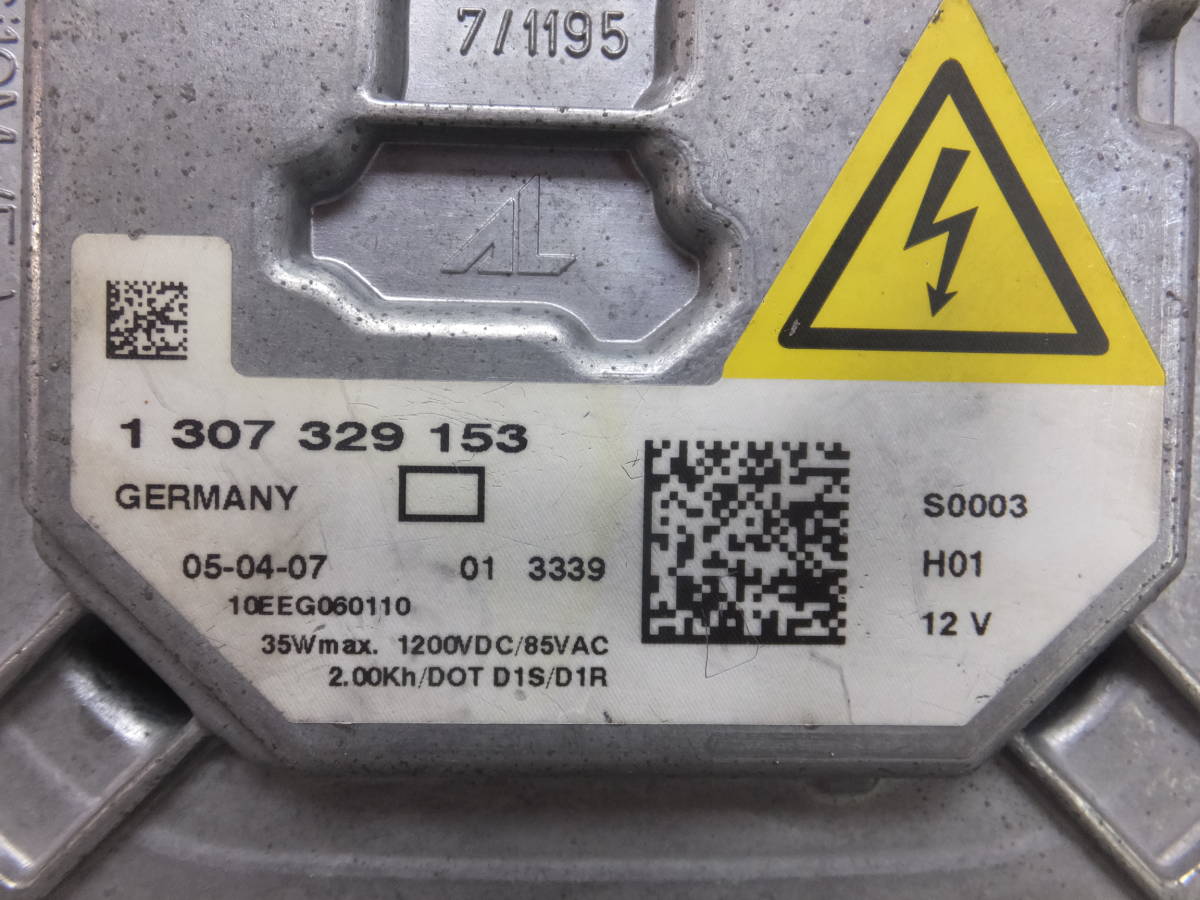 7/1195
AL
1 307 329 153
GERMANY
S0003
05-04-07 01 3339
H01
10EEG060110
12 V
35Wmax. 1200VDC/85VAC
2.00Kh/DOT D1S/D1R